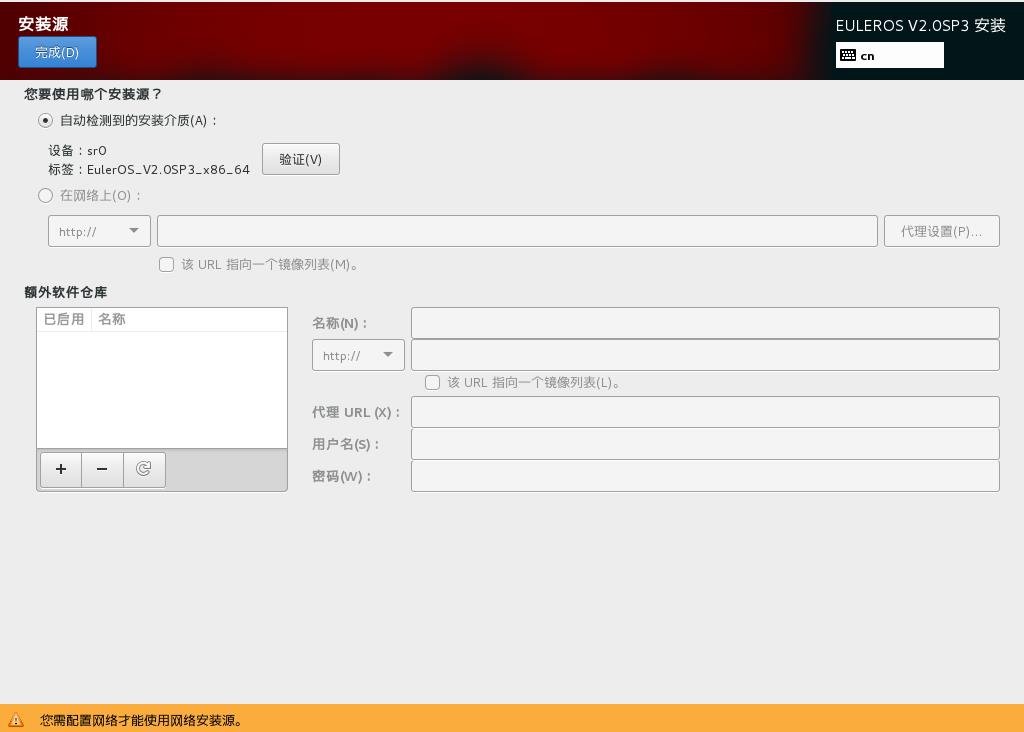 安装源
EULEROS V2.0SP3 安装
完成(D)
cn
您要使用哪个安装源？
自动检测到的安装介质(A)：
设备：sr0
标签：EulerOS_V2.0SP3_x86_64
验证(V)
在网络上(O)：
http://
代理设置(P)...
该 URL 指向一个镜像列表(M)。
额外软件仓库
已启用 名称
名称(N)：
http://
该 URL 指向一个镜像列表(L)。
代理 URL (X)：
用户名(S)：
密码(W)：
您需配置网络才能使用网络安装源。